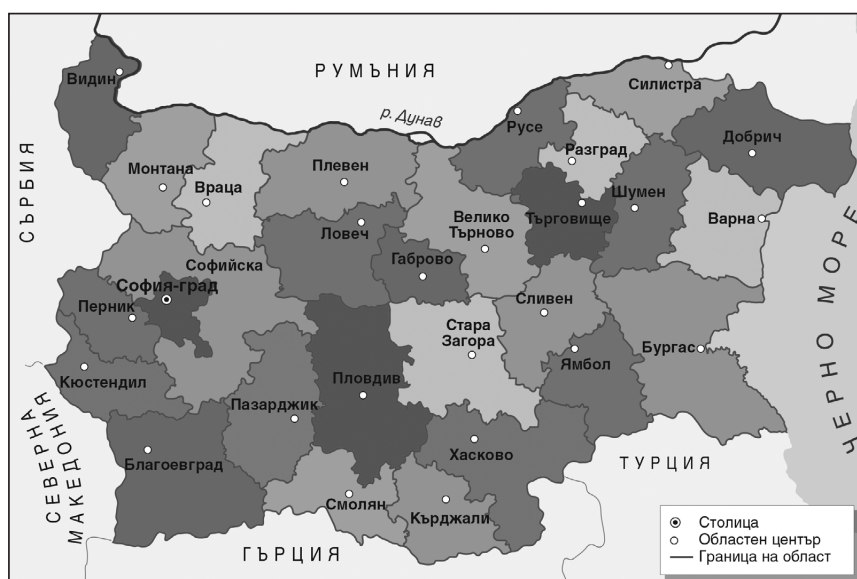 РУМЪНИЯ
р. Дунав
СЪРБИЯ
ЧЕРНО МОРЕ
СЕВЕРНА
МАКЕДОНИЯ
ГЪРЦИЯ
ТУРЦИЯ
Видин
Монтана
Враца
Плевен
Ловеч
Габрово
Велико
Търново
Русе
Разград
Силистра
Добрич
Шумен
Търговище
Варна
Софийска
София-град
Перник
Кюстендил
Благоевград
Пазарджик
Пловдив
Смолян
Кърджали
Хасково
Стара
Загора
Сливен
Ямбол
Бургас
Столица
Областен център
Граница на област